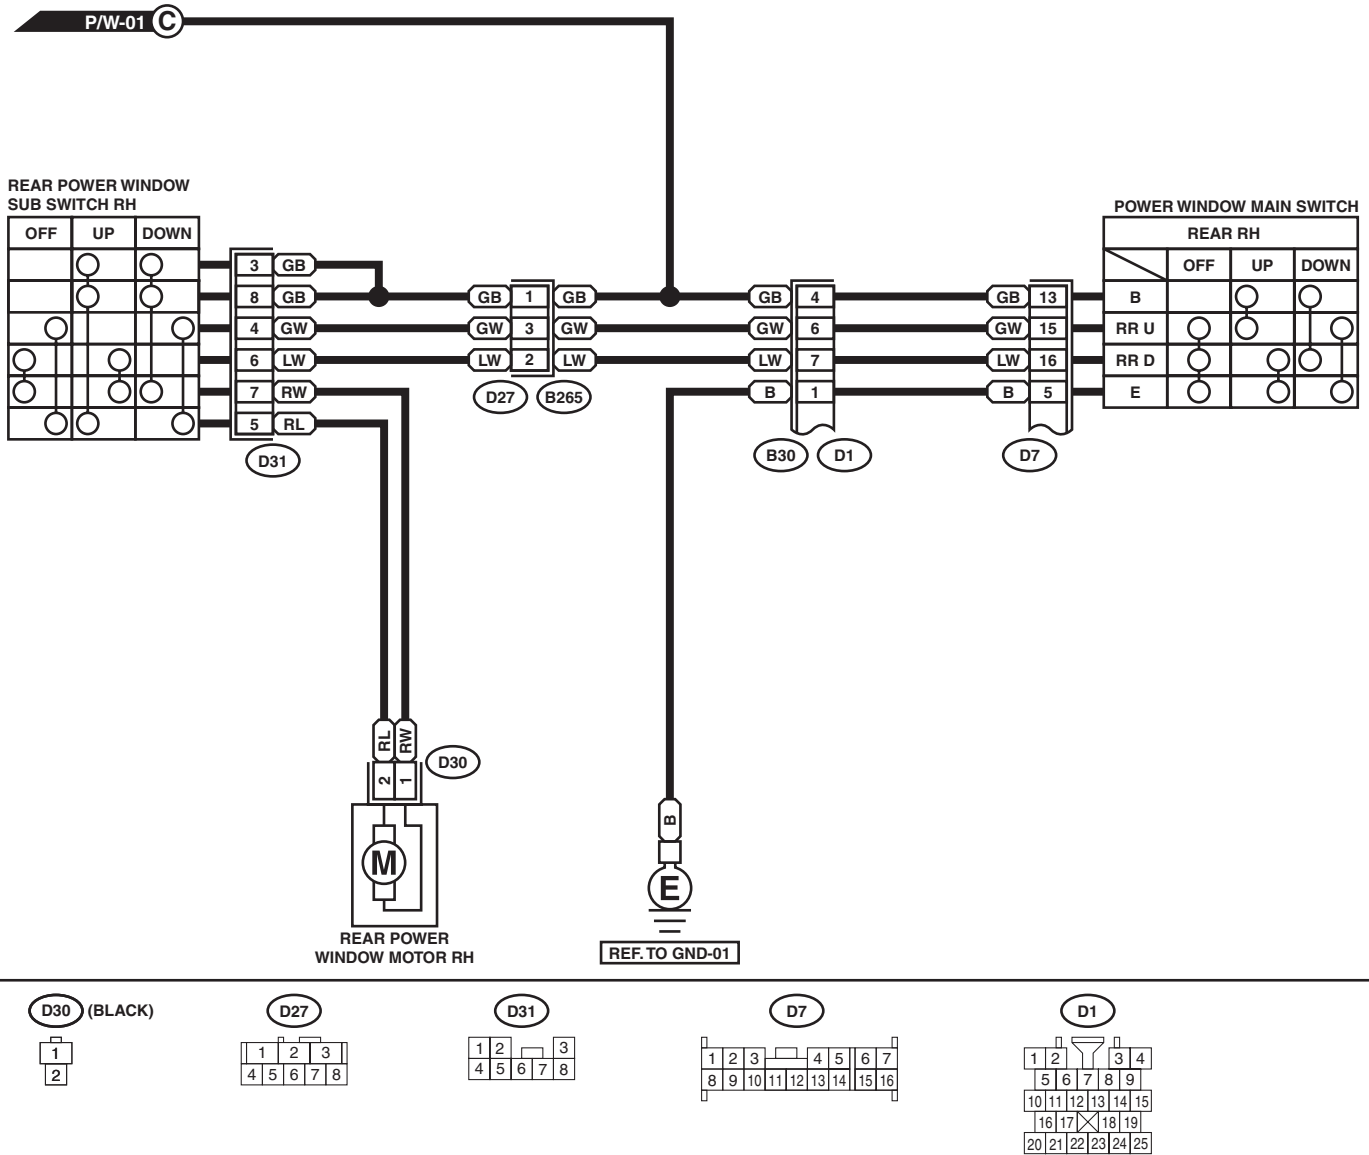 P/W-01 C
REAR POWER WINDOW
SUB SWITCH RH
OFF UP DOWN
3 GB
8 GB
4 GW
6 LW
7 RW
5 RL
D31
GB 1 GB
GW 3 GW
LW 2 LW
D27 B265
GB 4
GW 6
LW 7
B 1
B30 D1
GB 13
GW 15
LW 16
B 5
D7
POWER WINDOW MAIN SWITCH
REAR RH
OFF UP DOWN
B
RR U
RR D
E
RL RW
2 1
D30
M
REAR POWER
WINDOW MOTOR RH
B
E
REF. TO GND-01
D30 (BLACK)
1
2
D27
1 2 3
4 5 6 7 8
D31
1 2 3
4 5 6 7 8
D7
1 2 3 4 5 6 7
8 9 10 11 12 13 14 15 16
D1
1 2 3 4
5 6 7 8 9
10 11 12 13 14 15
16 17 18 19
20 21 22 23 24 25